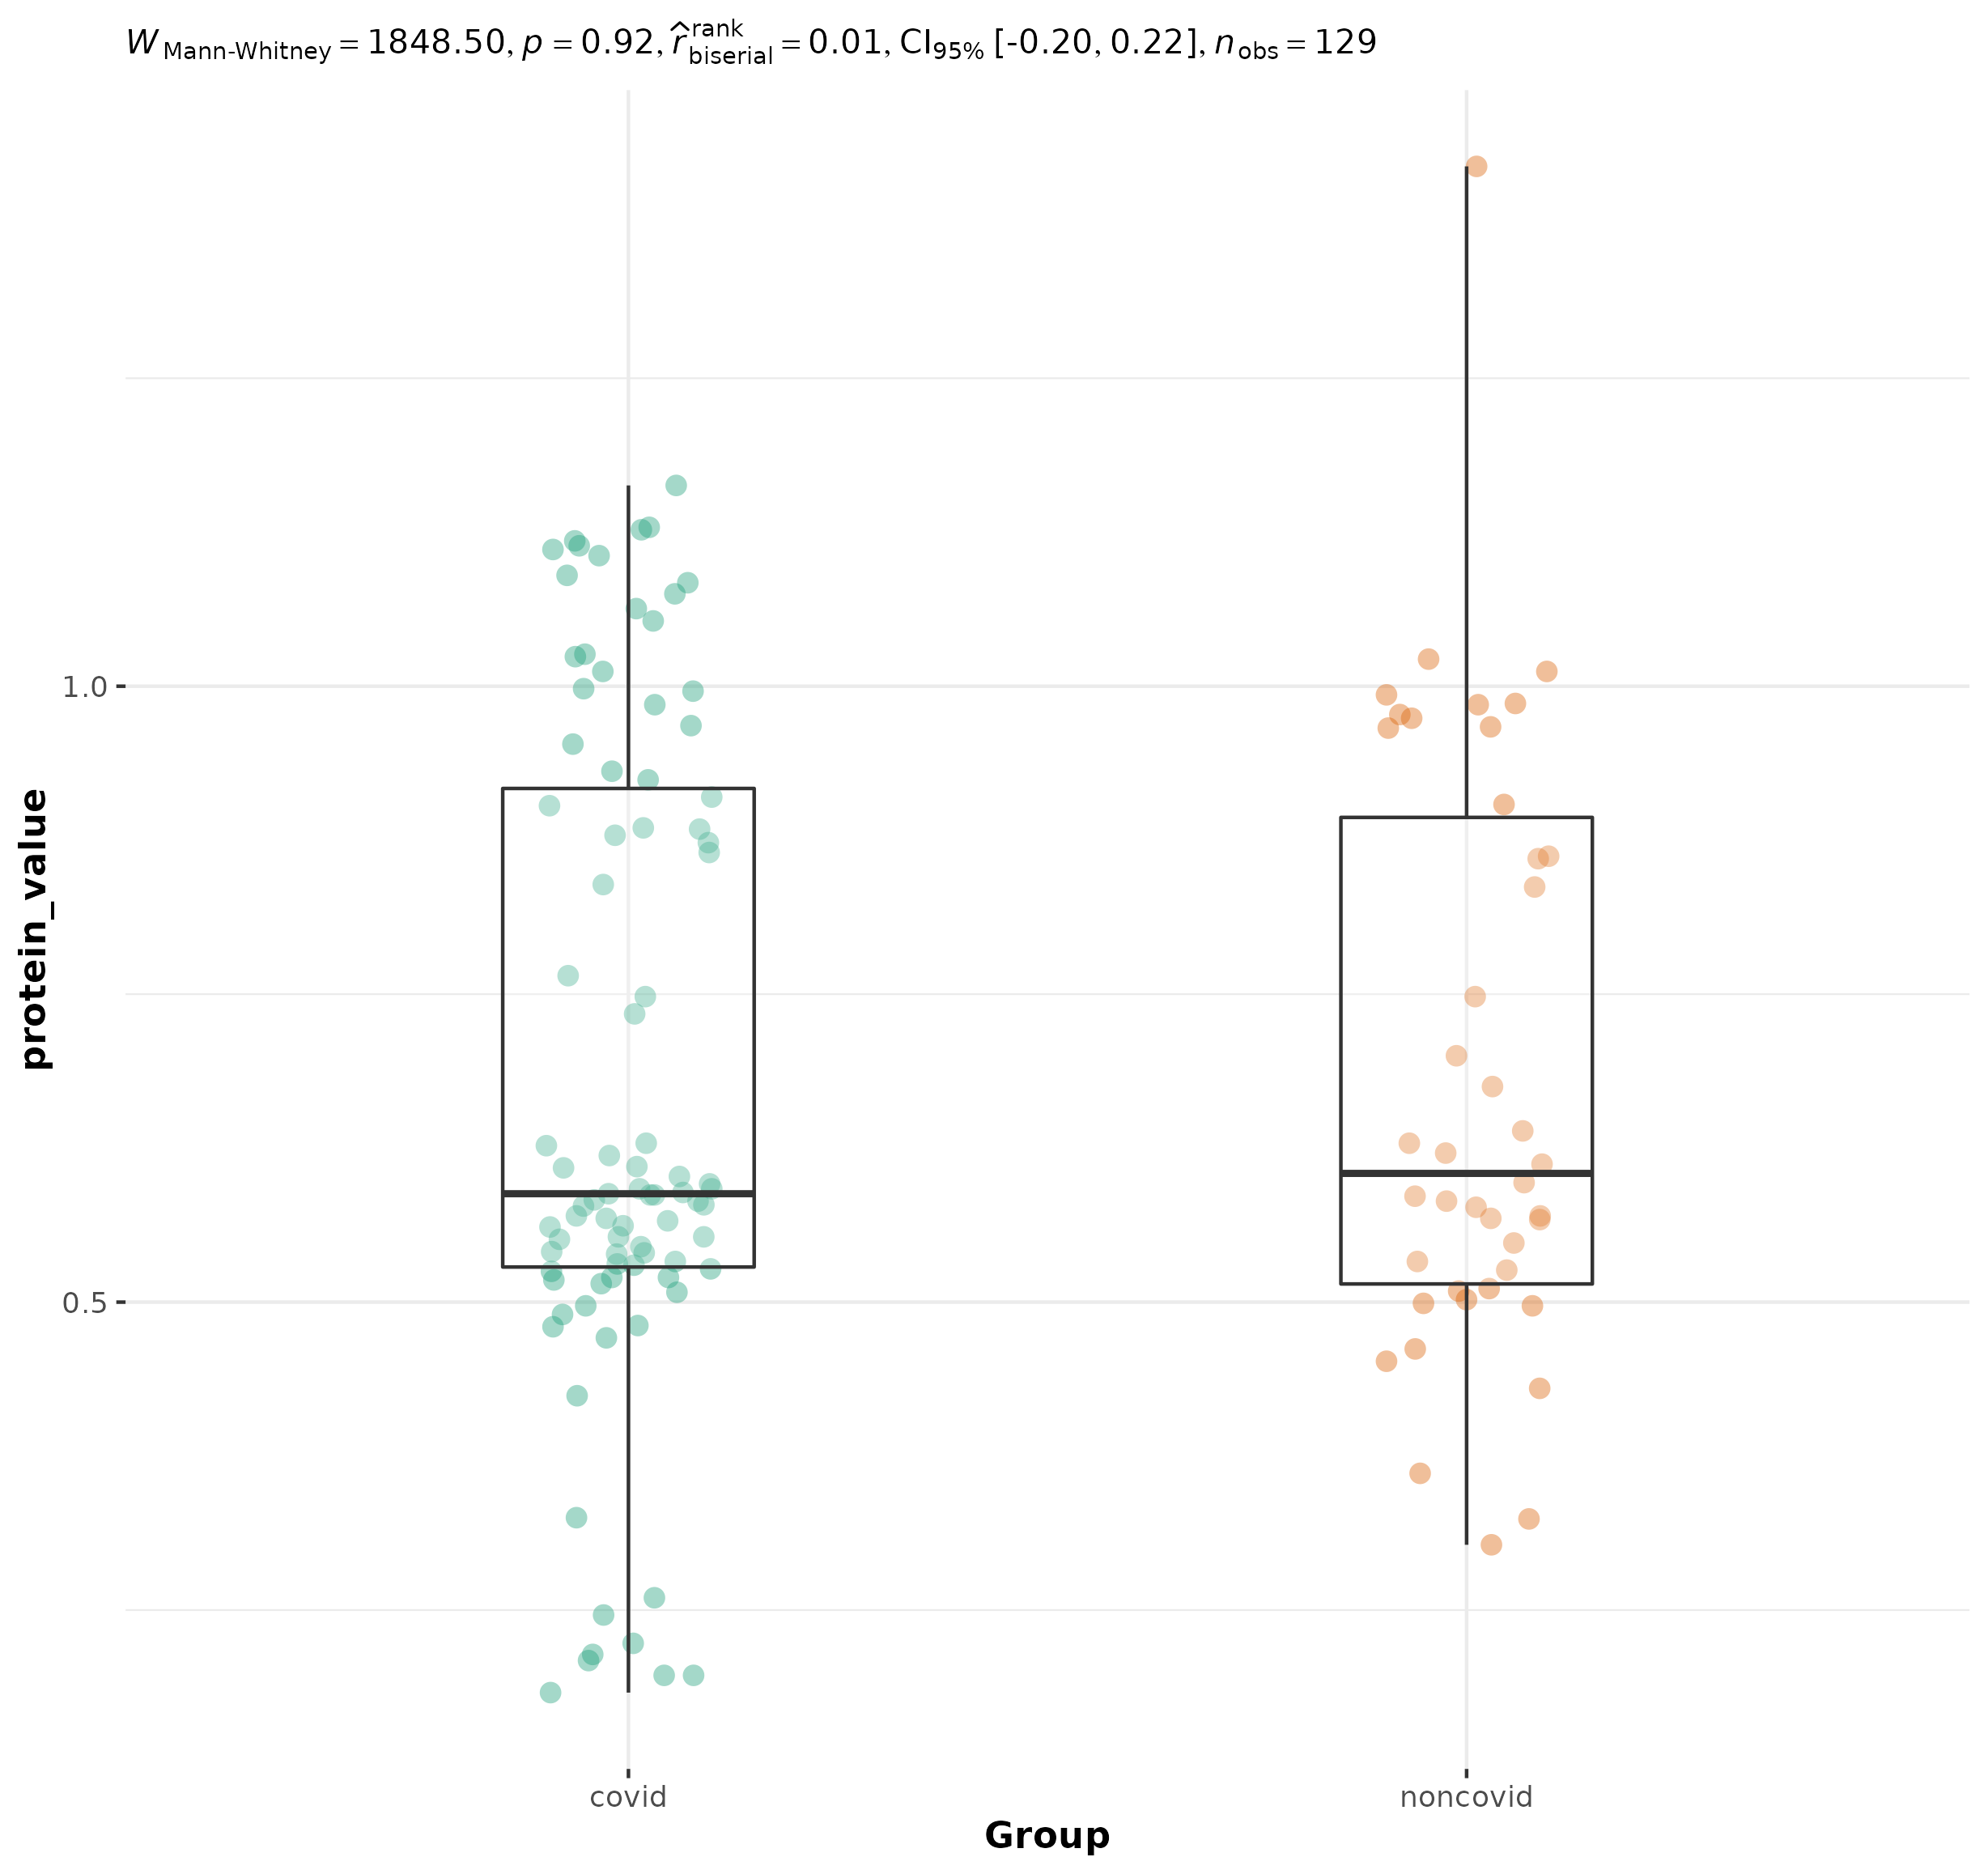 W Mann-Whitney = 1848.50, p = 0.92, r̂ rank biserial = 0.01, CI95% [-0.20, 0.22], n obs = 129
protein_value
1.0
0.5
covid noncovid
Group